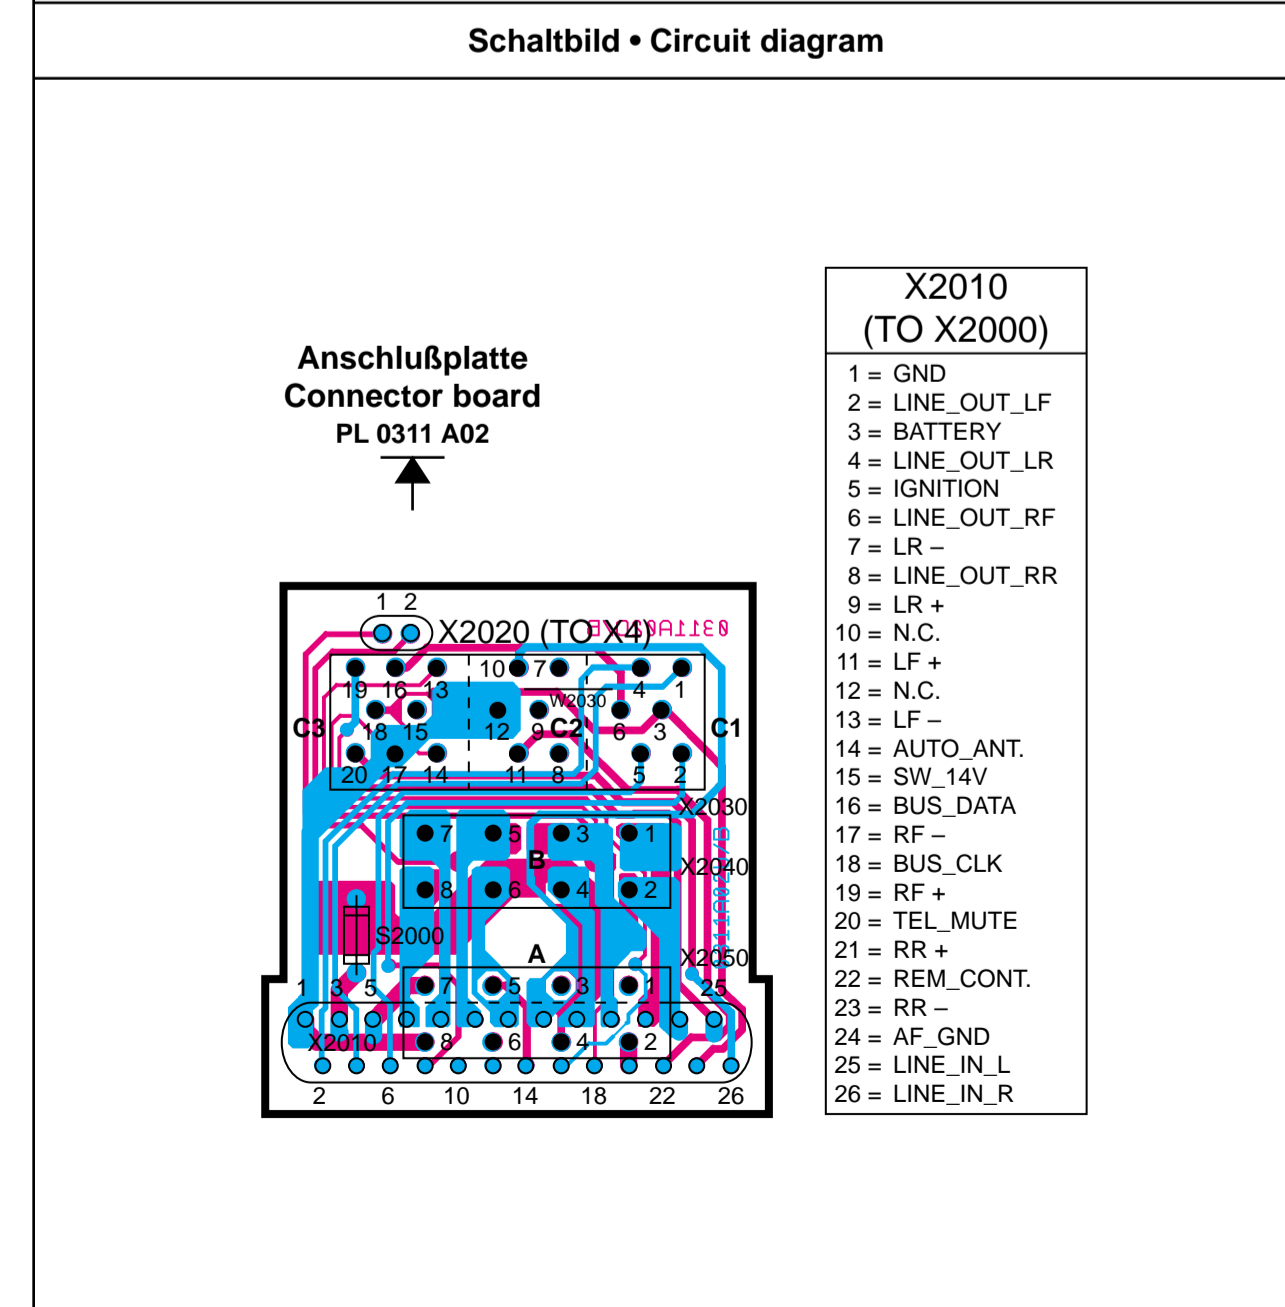 Schaltbild • Circuit diagram
Anschlußplatte
Connector board
PL 0311 A02
X2010
(TO X2000)
1 = GND
2 = LINE_OUT_LF
3 = BATTERY
4 = LINE_OUT_LR
5 = IGNITION
6 = LINE_OUT_RF
7 = LR –
8 = LINE_OUT_RR
9 = LR +
10 = N.C.
11 = LF +
12 = N.C.
13 = LF –
14 = AUTO_ANT.
15 = SW_14V
16 = BUS_DATA
17 = RF –
18 = BUS_CLK
19 = RF +
20 = TEL_MUTE
21 = RR +
22 = REM_CONT.
23 = RR –
24 = AF_GND
25 = LINE_IN_L
26 = LINE_IN_R
1 2
X2020 (TO X4)
10 7
19 16 13 4 1
W2030
C3 18 15 12 9 C2 6 3 C1
20 17 14 11 8 5 2
X2030
7 5 3 1
B
X2040
8 6 4 2
S2000
A
X2050
1 3 5 7 5 3 1 25
X2010 8 6 4 2
2 6 10 14 18 22 26